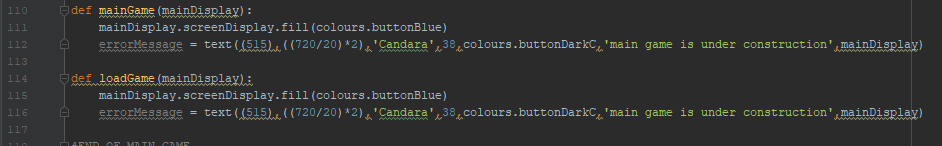 110 def mainGame(mainDisplay):
111 mainDisplay.screenDisplay.fill(colours.buttonBlue)
112 errorMessage = text((515),((720/20)*2),'Candara',38,colours.buttonDarkC,'main game is under construction',mainDisplay)
113
114 def loadGame(mainDisplay):
115 mainDisplay.screenDisplay.fill(colours.buttonBlue)
116 errorMessage = text((515),((720/20)*2),'Candara',38,colours.buttonDarkC,'main game is under construction',mainDisplay)
117
118 #END OF MAIN GAME